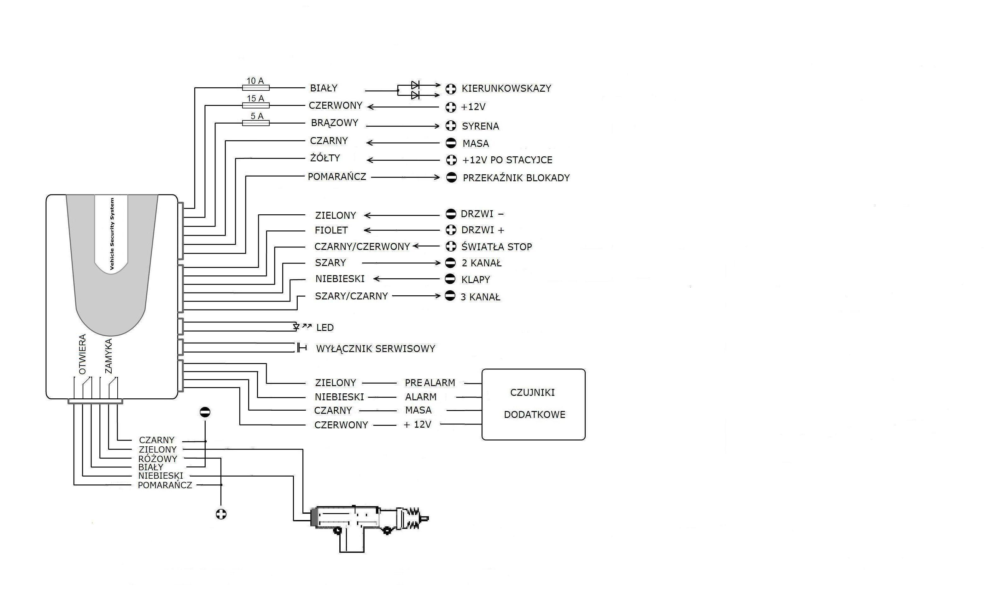 10 A
BIAŁY
KIERUNKOWSKAZY
15 A
CZERWONY
+12V
5 A
BRĄZOWY
SYRENA
CZARNY
MASA
ŻÓŁTY
+12V PO STACYJCE
POMARAŃCZ
PRZEKAŹNIK BLOKADY
Vehicle Security System
ZIELONY
DRZWI −
FIOLET
DRZWI +
CZARNY/CZERWONY
ŚWIATŁA STOP
SZARY
2 KANAŁ
NIEBIESKI
KLAPY
SZARY/CZARNY
3 KANAŁ
LED
WYŁĄCZNIK SERWISOWY
OTWIERA
ZAMYKA
ZIELONY
PRE ALARM
NIEBIESKI
ALARM
CZARNY
MASA
CZERWONY
+ 12V
CZUJNIKI
DODATKOWE
CZARNY
ZIELONY
RÓŻOWY
BIAŁY
NIEBIESKI
POMARAŃCZ